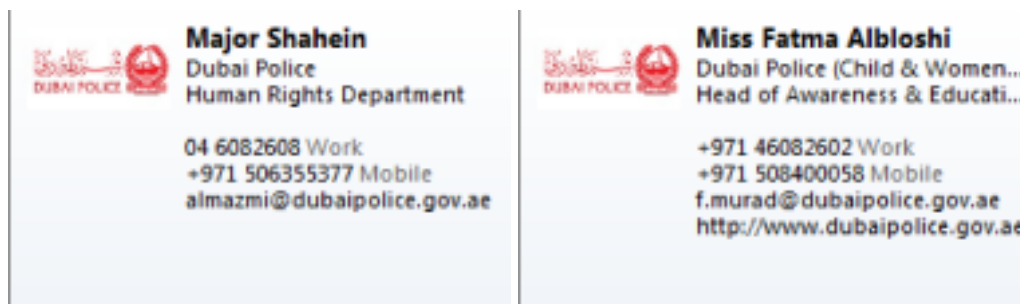 Major Shahein
Dubai Police
Human Rights Department
04 6082608 Work
+971 506355377 Mobile
almazmi@dubaipolice.gov.ae
DUBAI POLICE
Miss Fatma Albloshi
Dubai Police (Child & Women...
Head of Awareness & Educati...
+971 46082602 Work
+971 508400058 Mobile
f.murad@dubaipolice.gov.ae
http://www.dubaipolice.gov.ae
DUBAI POLICE